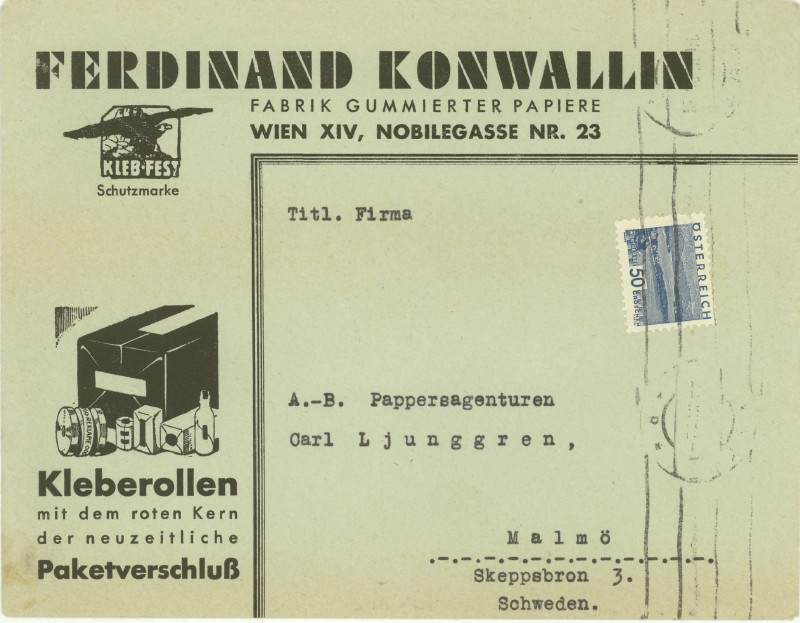 FERDINAND KONWALLIN
FABRIK GUMMIERTER PAPIERE
WIEN XIV, NOBILEGASSE NR. 23
KLEB-FEST
Schutzmarke
Titl. Firma
ÖSTERREICH
50
GROSCHEN
A.-B. Pappersagenturen
Carl Ljunggren,
Malmö
Skeppsbron 3.
Schweden.
Kleberollen
mit dem roten Kern
der neuzeitliche
Paketverschluß